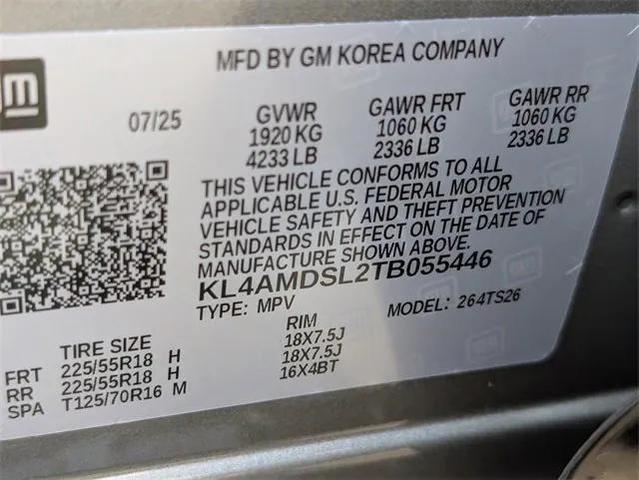 gm
MFD BY GM KOREA COMPANY
07/25
GVWR GAWR FRT GAWR RR
1920 KG 1060 KG 1060 KG
4233 LB 2336 LB 2336 LB
THIS VEHICLE CONFORMS TO ALL
APPLICABLE U.S. FEDERAL MOTOR
VEHICLE SAFETY AND THEFT PREVENTION
STANDARDS IN EFFECT ON THE DATE OF
MANUFACTURE SHOWN ABOVE.
KL4AMDSL2TB055446
TYPE: MPV MODEL: 264TS26
TIRE SIZE RIM
FRT 225/55R18 H 18X7.5J
RR 225/55R18 H 18X7.5J
SPA T125/70R16 M 16X4BT